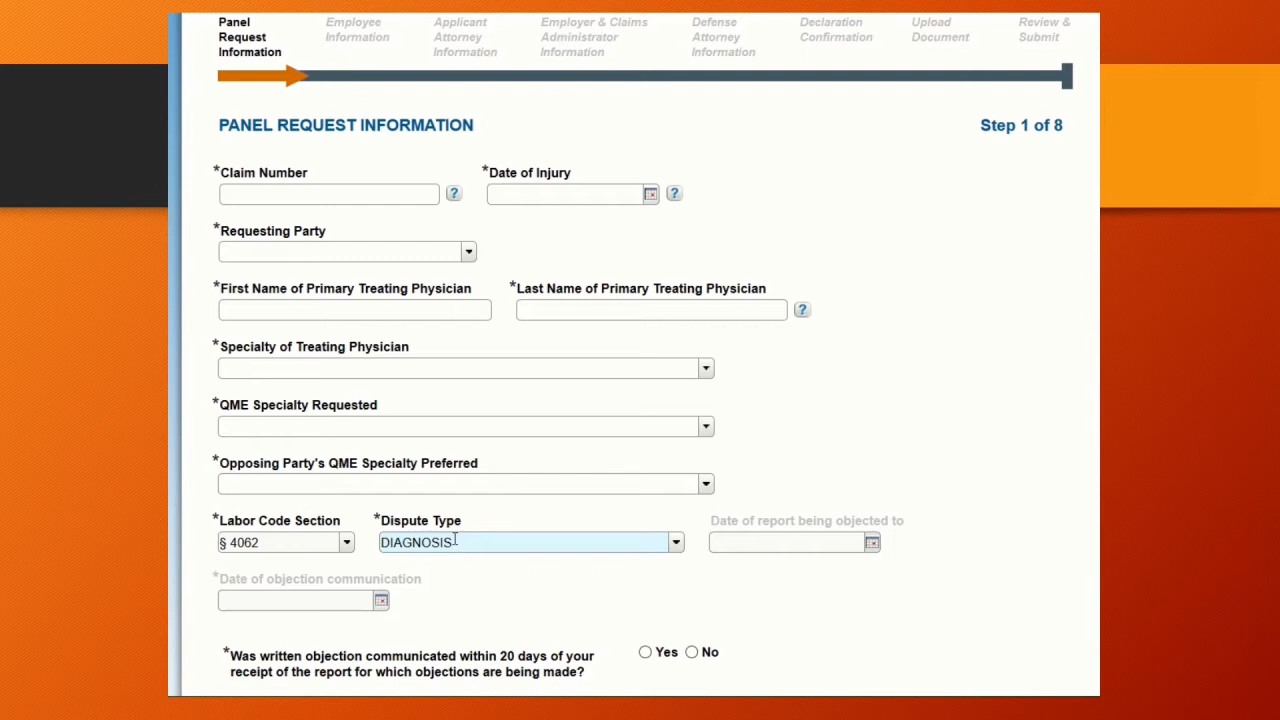 Panel Request Information
Employee Information
Applicant Attorney Information
Employer & Claims Administrator Information
Defense Attorney Information
Declaration Confirmation
Upload Document
Review & Submit
PANEL REQUEST INFORMATION Step 1 of 8
*Claim Number *Date of Injury
? ?
*Requesting Party
*First Name of Primary Treating Physician *Last Name of Primary Treating Physician
?
*Specialty of Treating Physician
*QME Specialty Requested
*Opposing Party's QME Specialty Preferred
*Labor Code Section *Dispute Type Date of report being objected to
§ 4062 DIAGNOSIS
*Date of objection communication
*Was written objection communicated within 20 days of your Yes No
receipt of the report for which objections are being made?